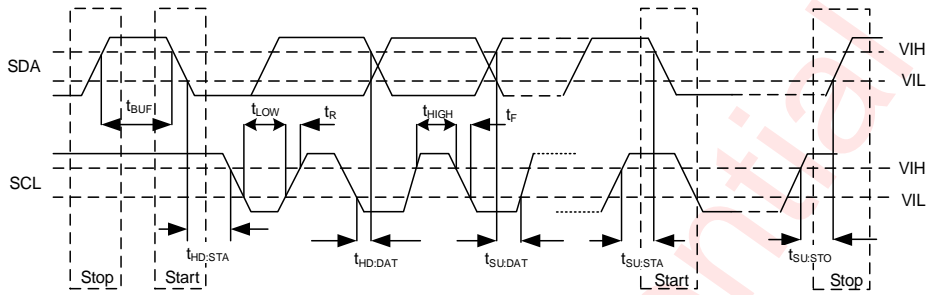 SDA
VIH
VIL
tBUF
tLOW
tR
tHIGH
tF
SCL
VIH
VIL
tHD:STA
tHD:DAT
tSU:DAT
tSU:STA
tSU:STO
Stop
Start
Start
Stop
ential